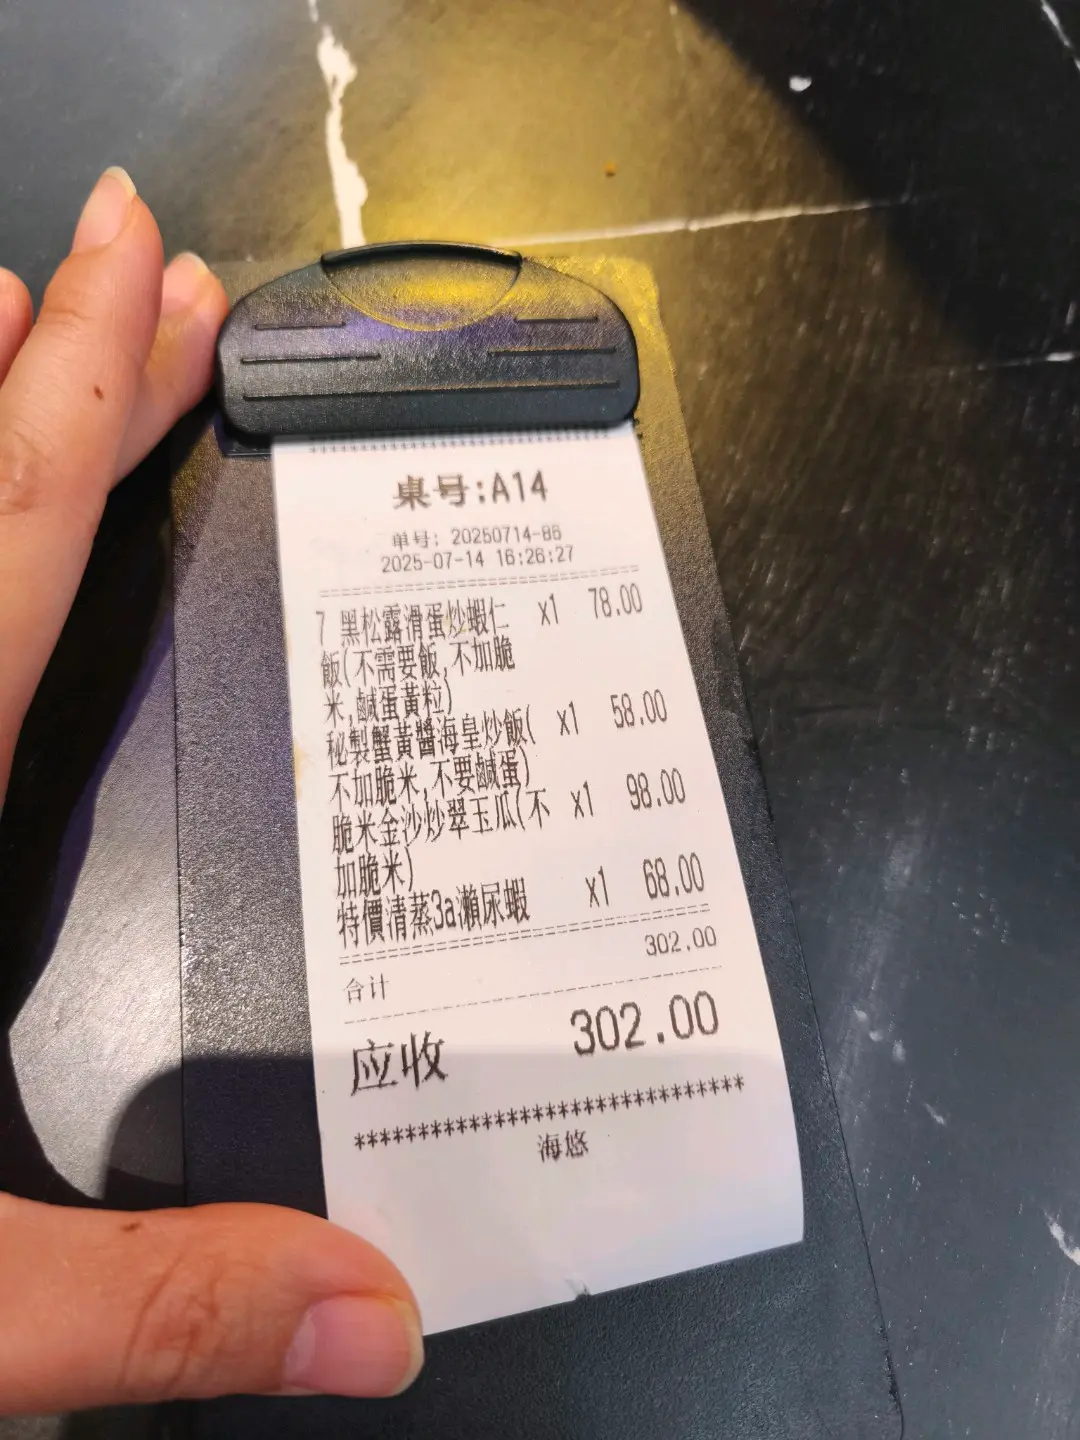 桌号:A14
单号: 20250714-86
2025-07-14 16:26:27
7 黑松露滑蛋炒蝦仁 x1 78.00
飯(不需要飯,不加脆
米,鹹蛋黃粒)
秘製蟹黃醬海皇炒飯( x1 58.00
不加脆米,不要鹹蛋)
脆米金沙炒翠玉瓜(不 x1 98.00
加脆米)
特價清蒸3a瀨尿蝦 x1 68.00
302.00
合计
应收 302.00
******************************
海悠